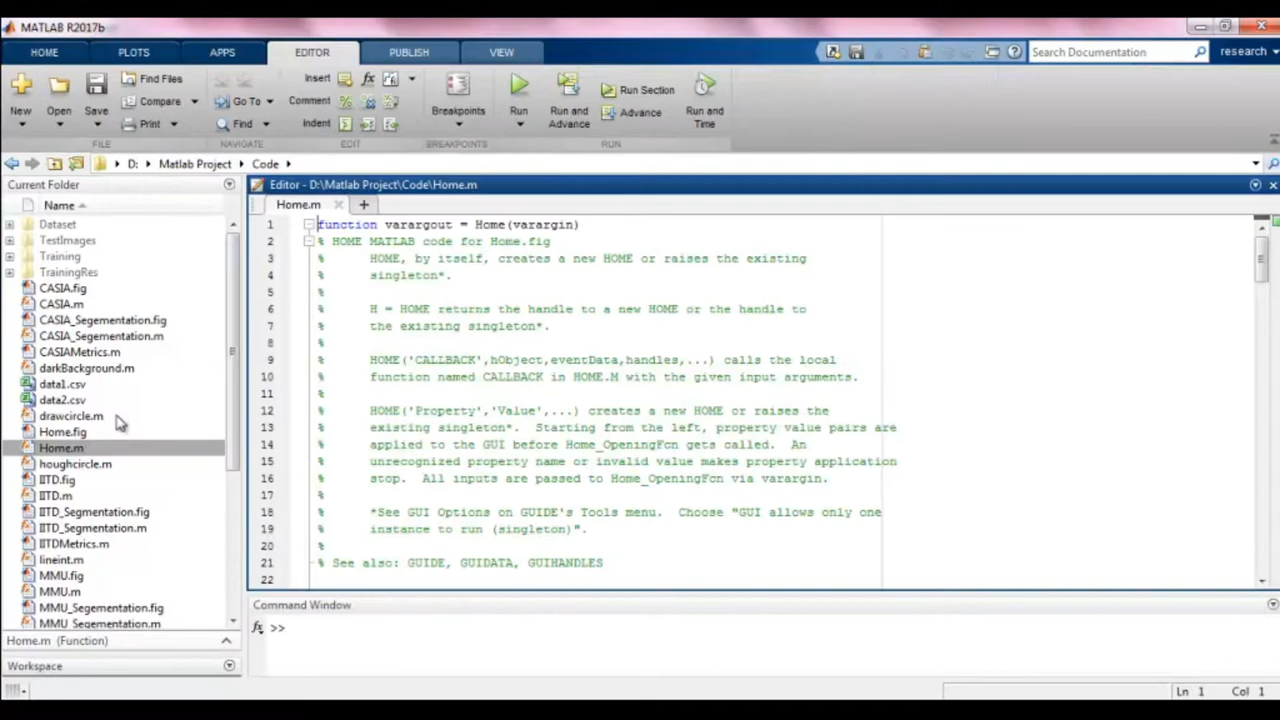 MATLAB R2017b
HOME PLOTS APPS EDITOR PUBLISH VIEW Search Documentation research
New Open Save Find Files Compare Print Go To Find Insert Comment Indent Breakpoints Run Run and Advance Run Section Advance Run and Time
FILE NAVIGATE EDIT BREAKPOINTS RUN
D: Matlab Project Code
Current Folder
Name
Dataset
TestImages
Training
TrainingRes
CASIA.fig
CASIA.m
CASIA_Segementation.fig
CASIA_Segmentation.m
CASIAMetrics.m
darkBackground.m
data1.csv
data2.csv
drawcircle.m
Home.fig
Home.m
houghcircle.m
IITD.fig
IITD.m
IITD_Segmentation.fig
IITD_Segmentation.m
IITDMetrics.m
lineint.m
MMU.fig
MMU.m
MMU_Segementation.fig
MMU_Segmentation.m
Home.m (Function)
Workspace
Editor - D:\Matlab Project\Code\Home.m
Home.m
1 function varargout = Home(varargin)
2 % HOME MATLAB code for Home.fig
3 % HOME, by itself, creates a new HOME or raises the existing
4 % singleton*.
5 %
6 % H = HOME returns the handle to a new HOME or the handle to
7 % the existing singleton*.
8 %
9 % HOME('CALLBACK',hObject,eventData,handles,...) calls the local
10 % function named CALLBACK in HOME.M with the given input arguments.
11 %
12 % HOME('Property','Value',...) creates a new HOME or raises the
13 % existing singleton*. Starting from the left, property value pairs are
14 % applied to the GUI before Home_OpeningFcn gets called. An
15 % unrecognized property name or invalid value makes property application
16 % stop. All inputs are passed to Home_OpeningFcn via varargin.
17 %
18 % *See GUI Options on GUIDE's Tools menu. Choose "GUI allows only one
19 % instance to run (singleton)".
20 %
21 % See also: GUIDE, GUIDATA, GUIHANDLES
22
Command Window
fx >>
Ln 1 Col 1